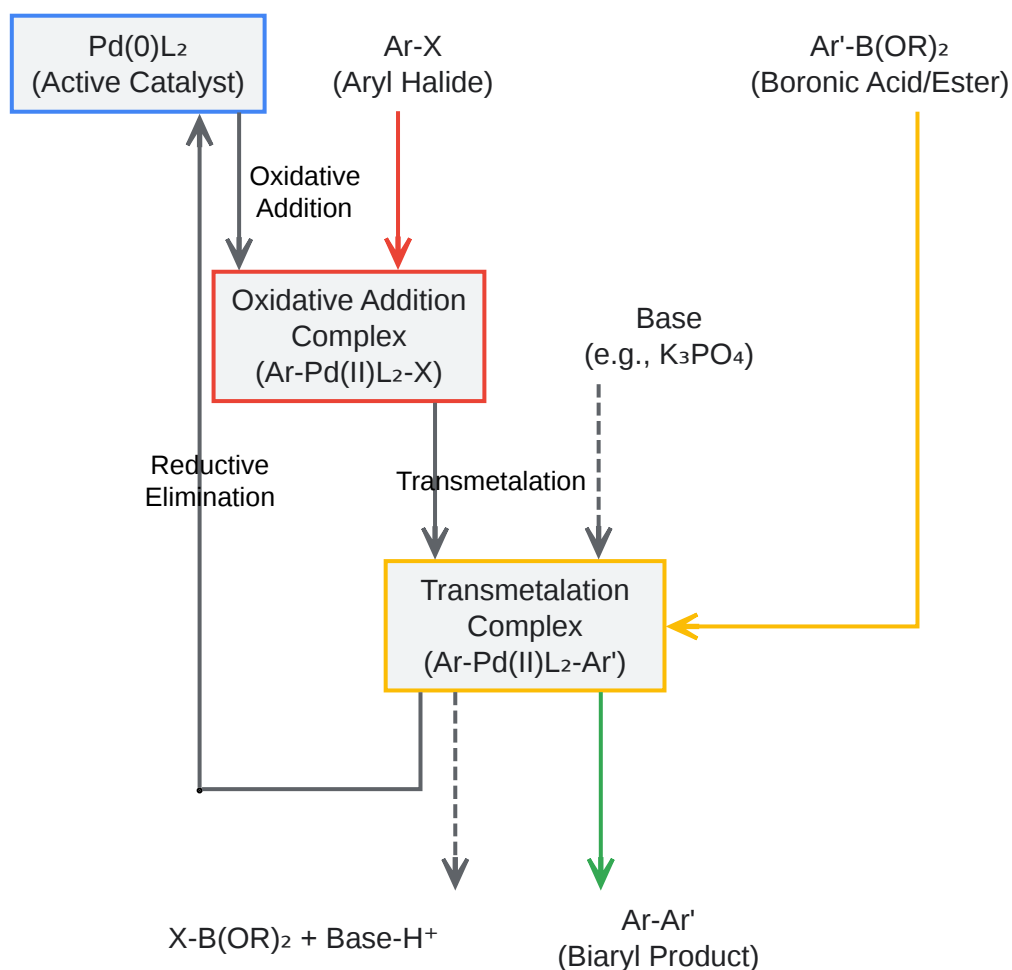 Pd(0)L₂
(Active Catalyst)
Ar-X
(Aryl Halide)
Ar'-B(OR)₂
(Boronic Acid/Ester)
Oxidative
Addition
Oxidative Addition
Complex
(Ar-Pd(II)L₂-X)
Base
(e.g., K₃PO₄)
Reductive
Elimination
Transmetalation
Transmetalation
Complex
(Ar-Pd(II)L₂-Ar')
X-B(OR)₂ + Base-H⁺
Ar-Ar'
(Biaryl Product)